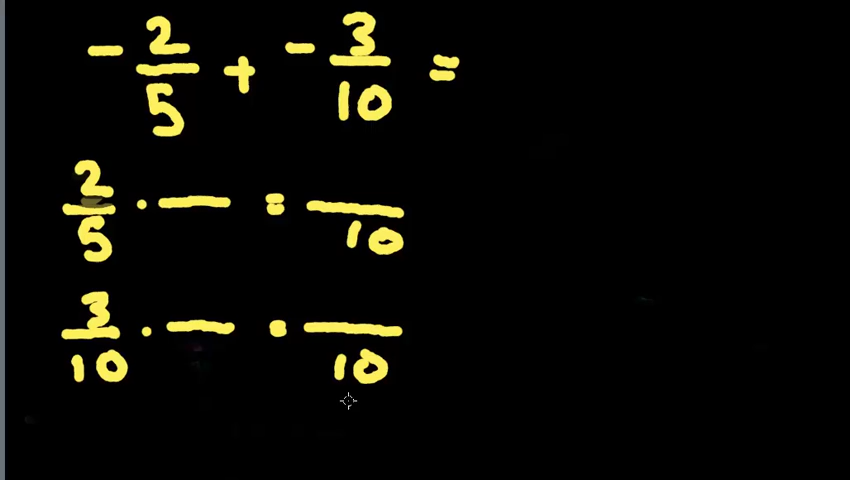 - 2/5 + - 3/10 =
2/5 · — = —/10
3/10 · — = —/10